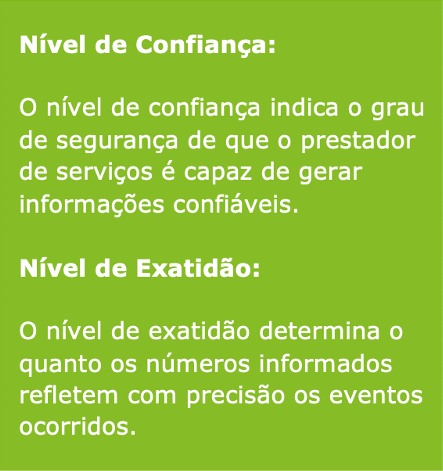 Nível de Confiança:
O nível de confiança indica o grau
de segurança de que o prestador
de serviços é capaz de gerar
informações confiáveis.
Nível de Exatidão:
O nível de exatidão determina o
quanto os números informados
refletem com precisão os eventos
ocorridos.